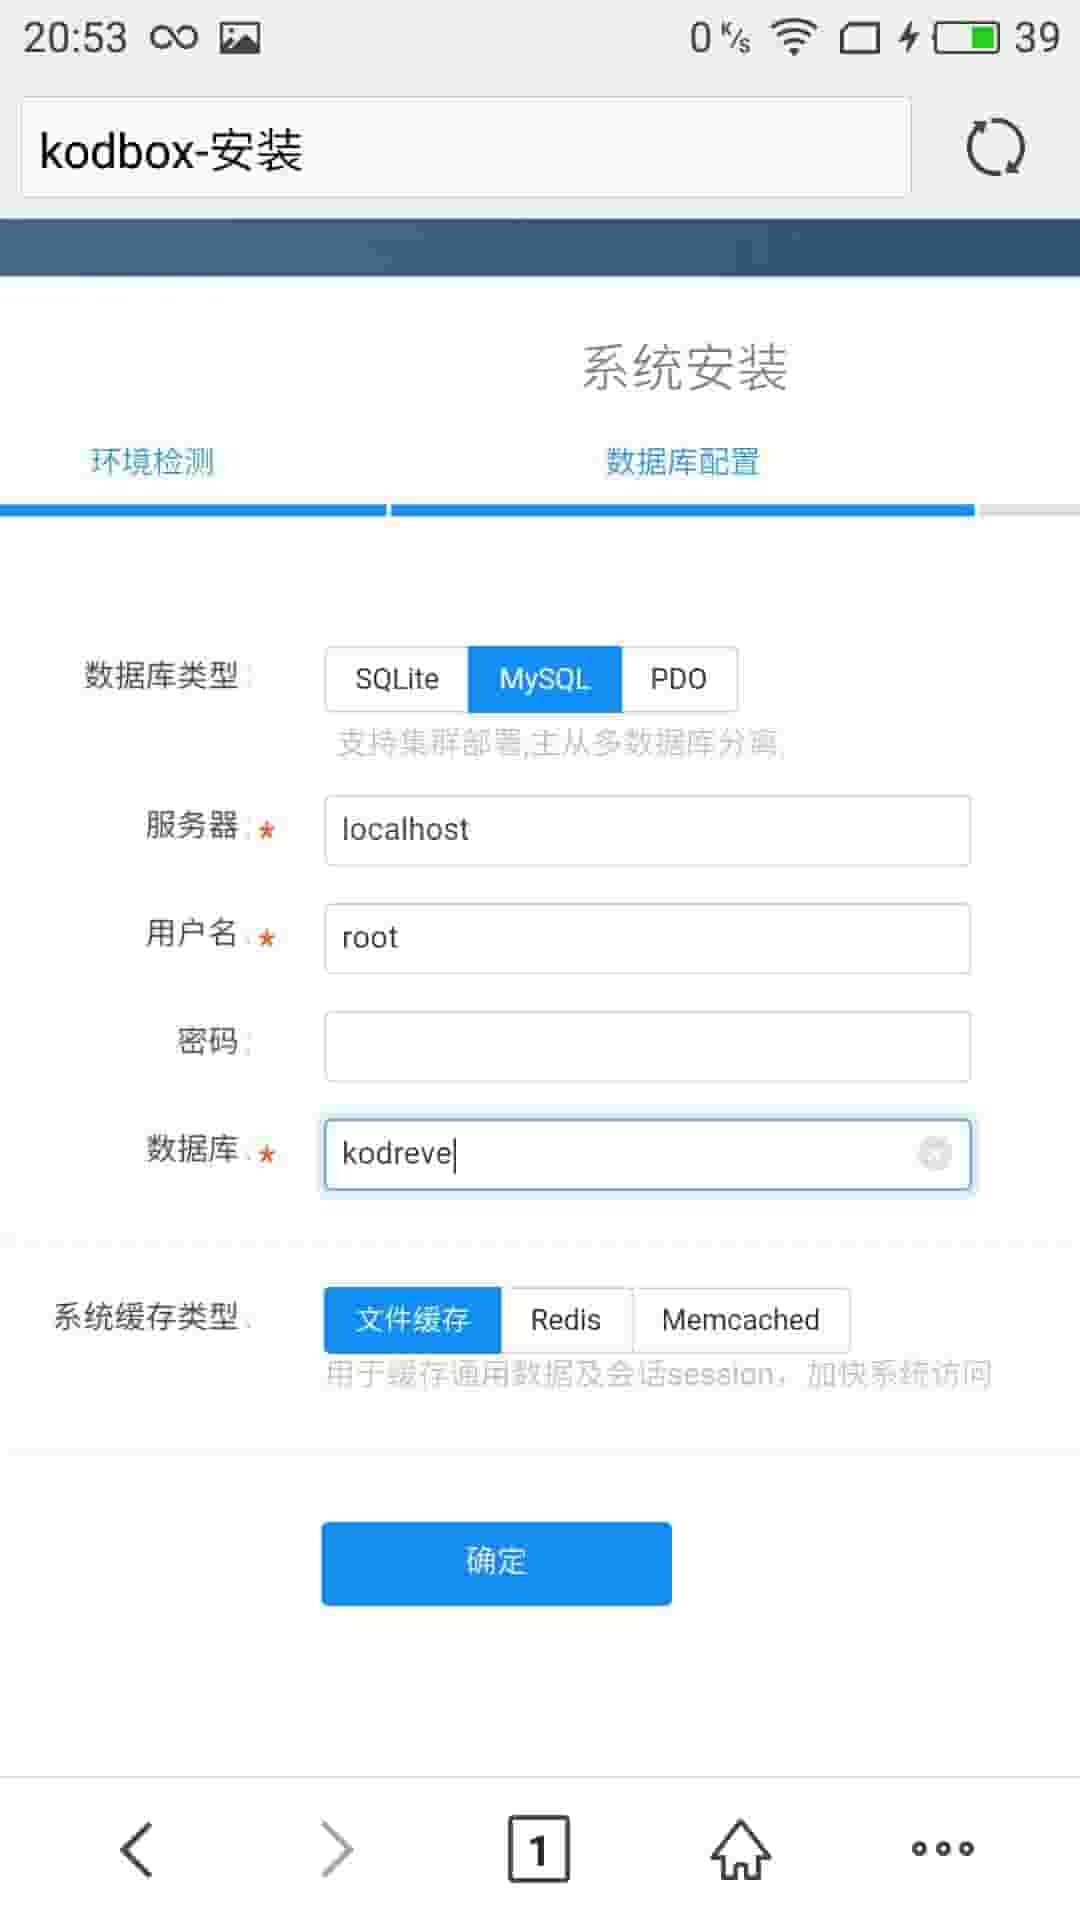 20:53 0 K/s 39
kodbox-安装
系统安装
环境检测 数据库配置
数据库类型: SQLite MySQL PDO
支持集群部署,主从多数据库分离;
服务器: * localhost
用户名: * root
密码:
数据库: * kodreve
系统缓存类型: 文件缓存 Redis Memcached
用于缓存通用数据及会话session，加快系统访问
确定
1